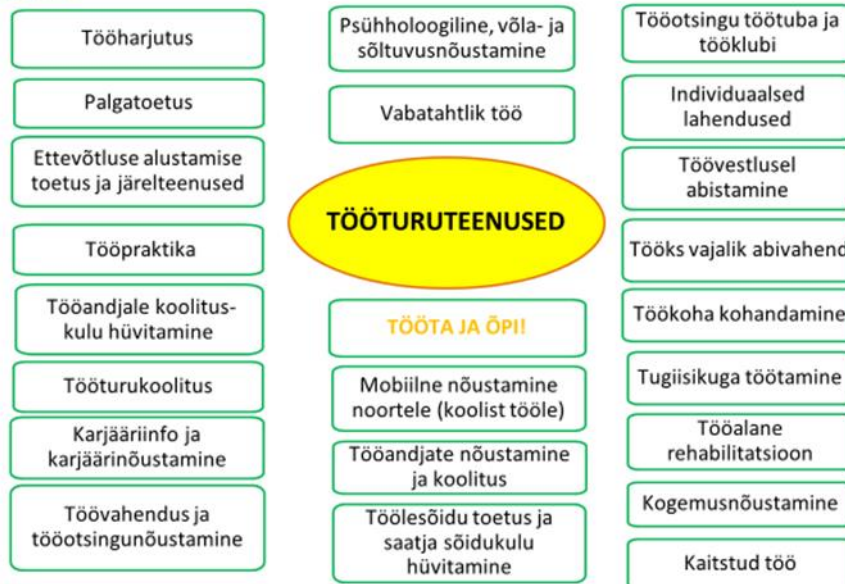 Tööharjutus
Palgatoetus
Ettevõtluse alustamise
toetus ja järelteenused
Tööpraktika
Tööandjale koolitus-
kulu hüvitamine
Tööturukoolitus
Karjääriinfo ja
karjäärinõustamine
Töövahendus ja
tööotsingunõustamine
Psühholoogiline, võla- ja
sõltuvusnõustamine
Vabatahtlik töö
TÖÖTURUTEENUSED
TÖÖTA JA ÕPI!
Mobiilne nõustamine
noortele (koolist tööle)
Tööandjate nõustamine
ja koolitus
Töölesõidu toetus ja
saatja sõidukulu
hüvitamine
Tööotsingu töötuba ja
tööklubi
Individuaalsed
lahendused
Töövestlusel
abistamine
Tööks vajalik abivahend
Töökoha kohandamine
Tugiisikuga töötamine
Tööalane
rehabilitatsioon
Kogemusnõustamine
Kaitstud töö